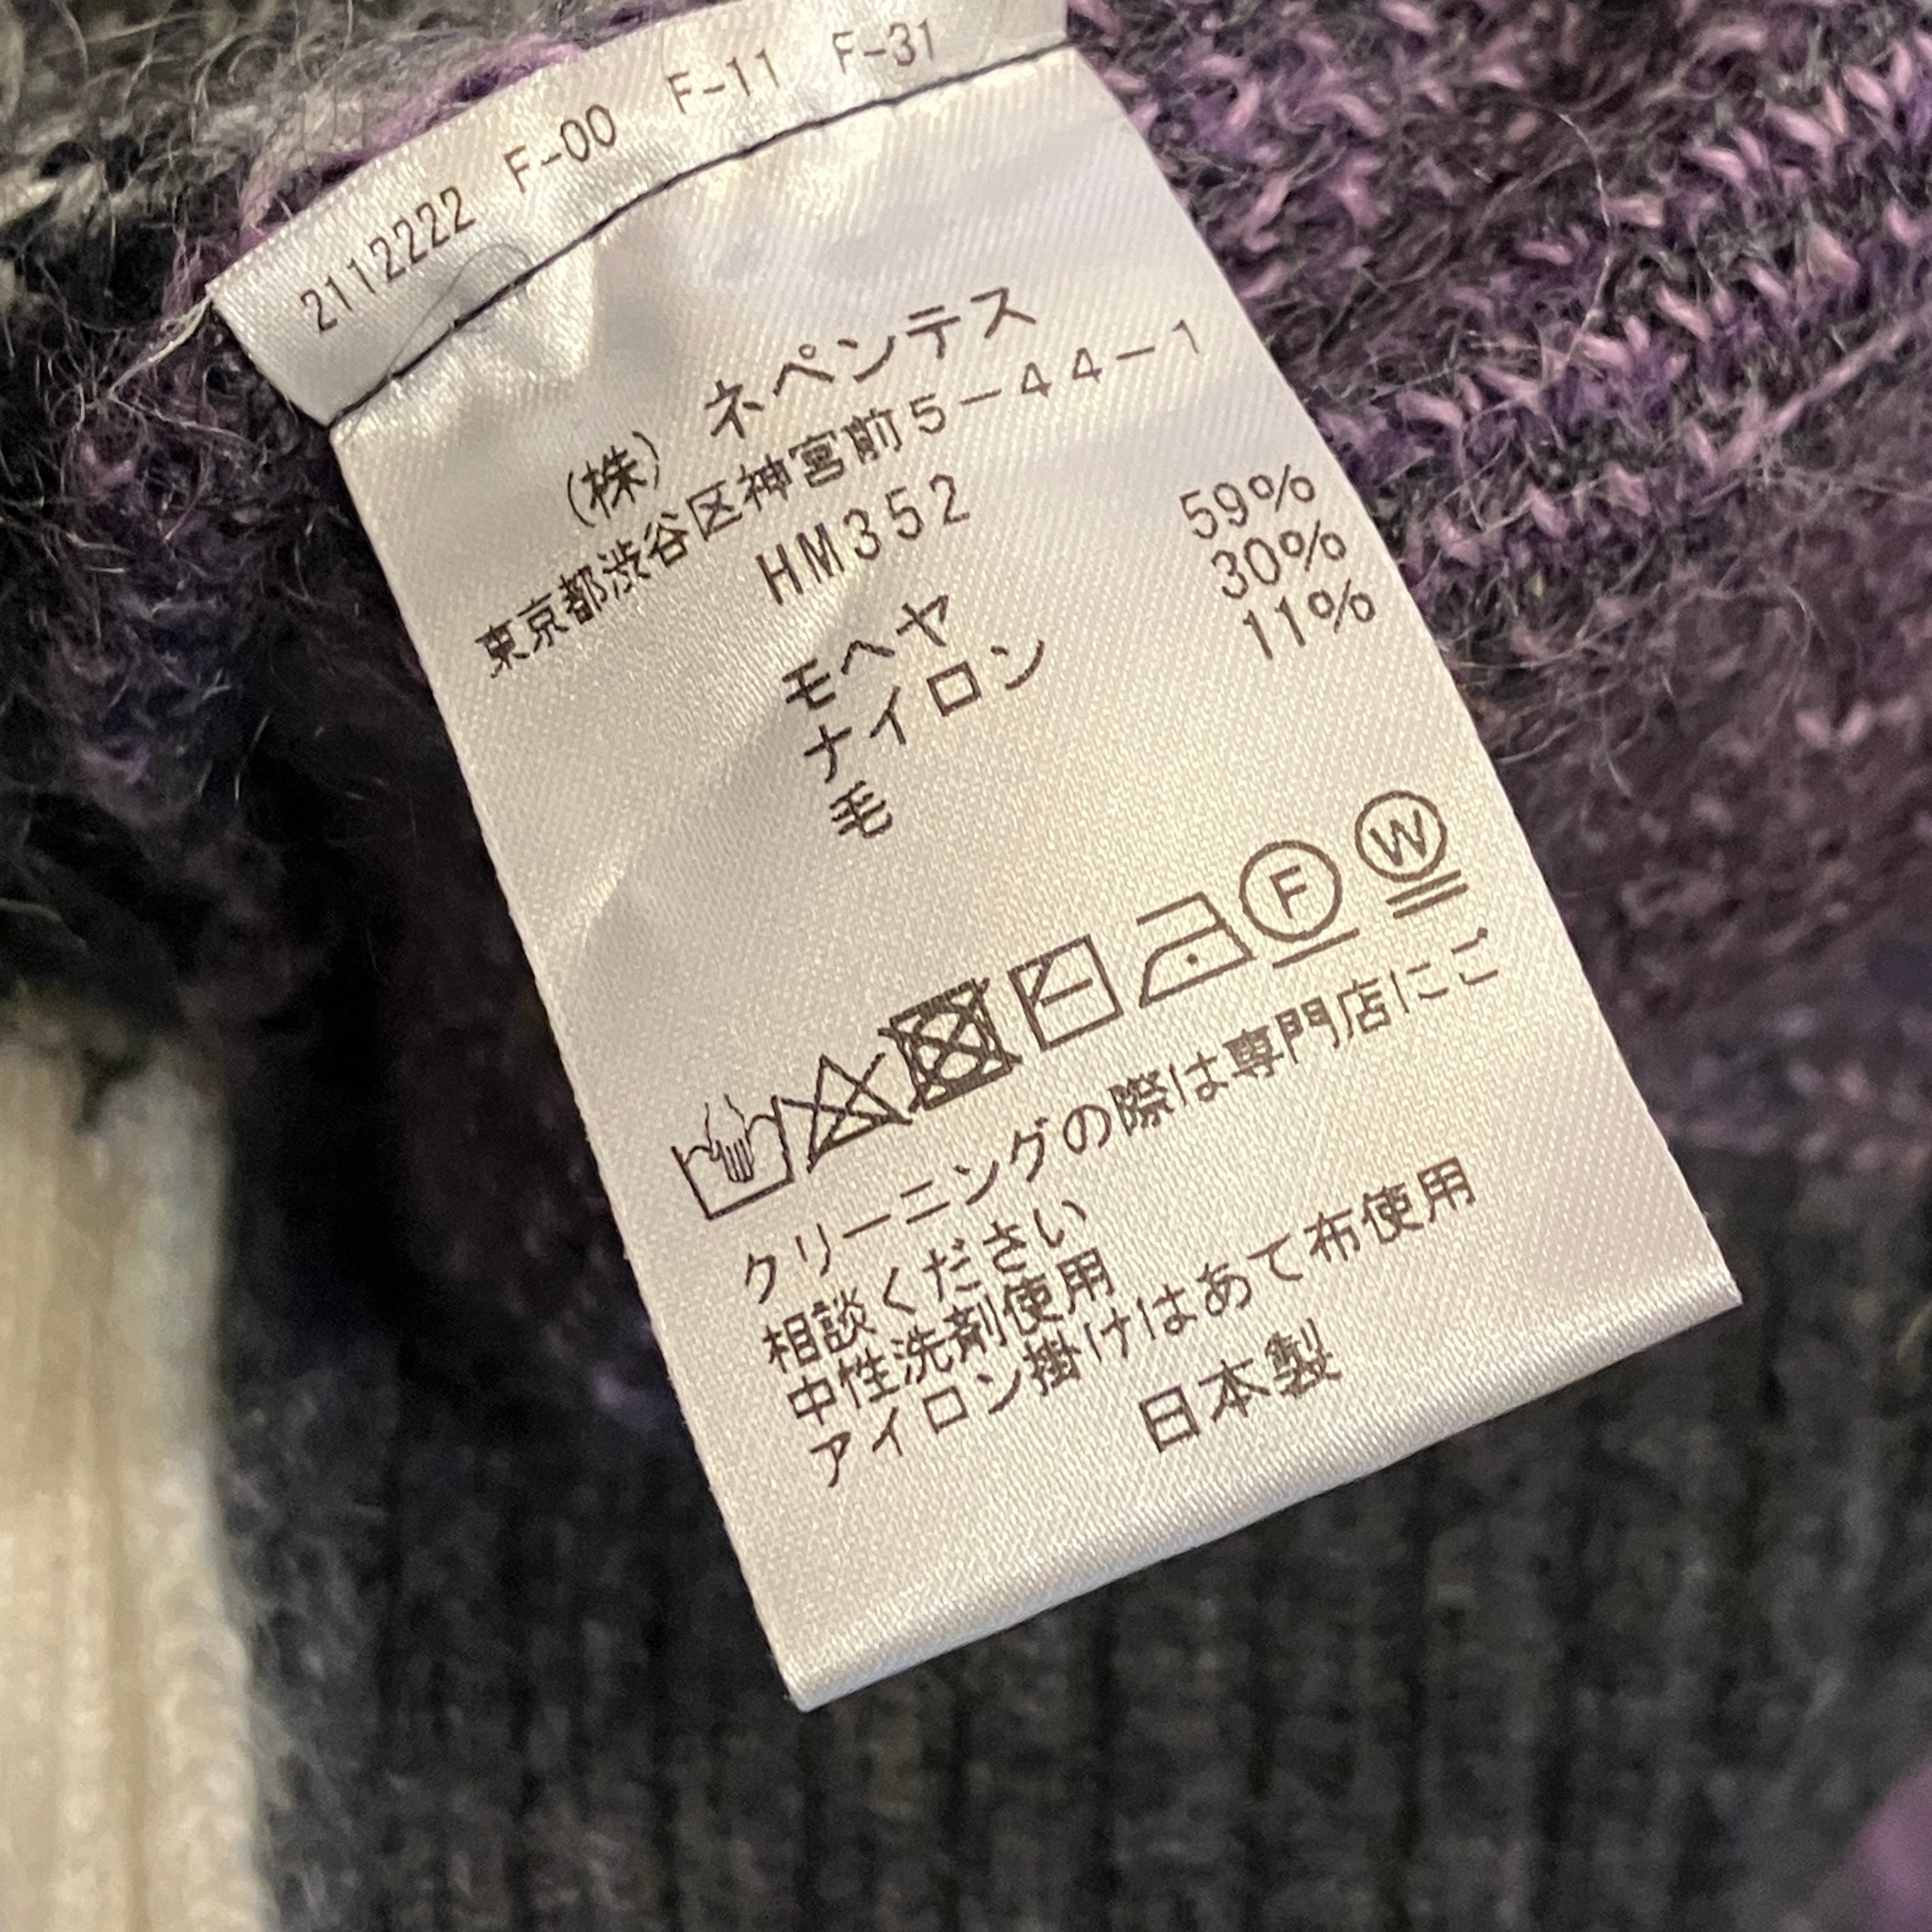 2112222 F-00 F-11 F-31
(株) ネペンテス
東京都渋谷区神宮前5-44-1
HM352
モヘヤ 59%
ナイロン 30%
毛 11%
F W
クリーニングの際は専門店にご
相談ください
中性洗剤使用
アイロン掛けはあて布使用
日本製